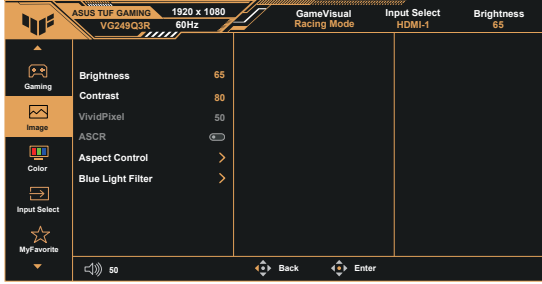 ASUS TUF GAMING 1920 x 1080 GameVisual Input Select Brightness
VG249Q3R 60Hz Racing Mode HDMI-1 65
Gaming
Image
Color
Input Select
MyFavorite
Brightness 65
Contrast 80
VividPixel 50
ASCR
Aspect Control
Blue Light Filter
50 Back Enter